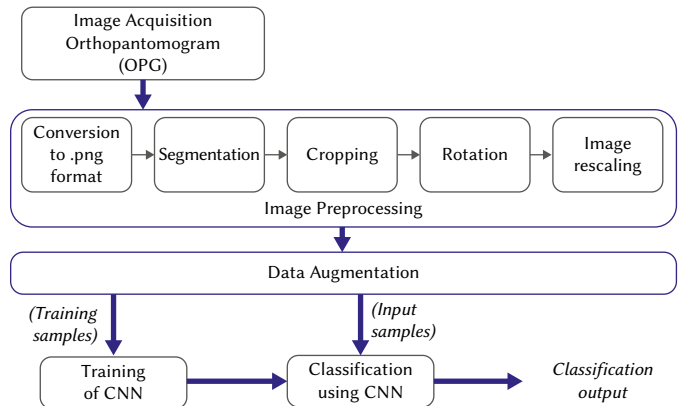 Image Acquisition
Orthopantomogram
(OPG)
Conversion
to .png
format
Segmentation
Cropping
Rotation
Image
rescaling
Image Preprocessing
Data Augmentation
(Training
samples)
(Input
samples)
Training
of CNN
Classification
using CNN
Classification
output